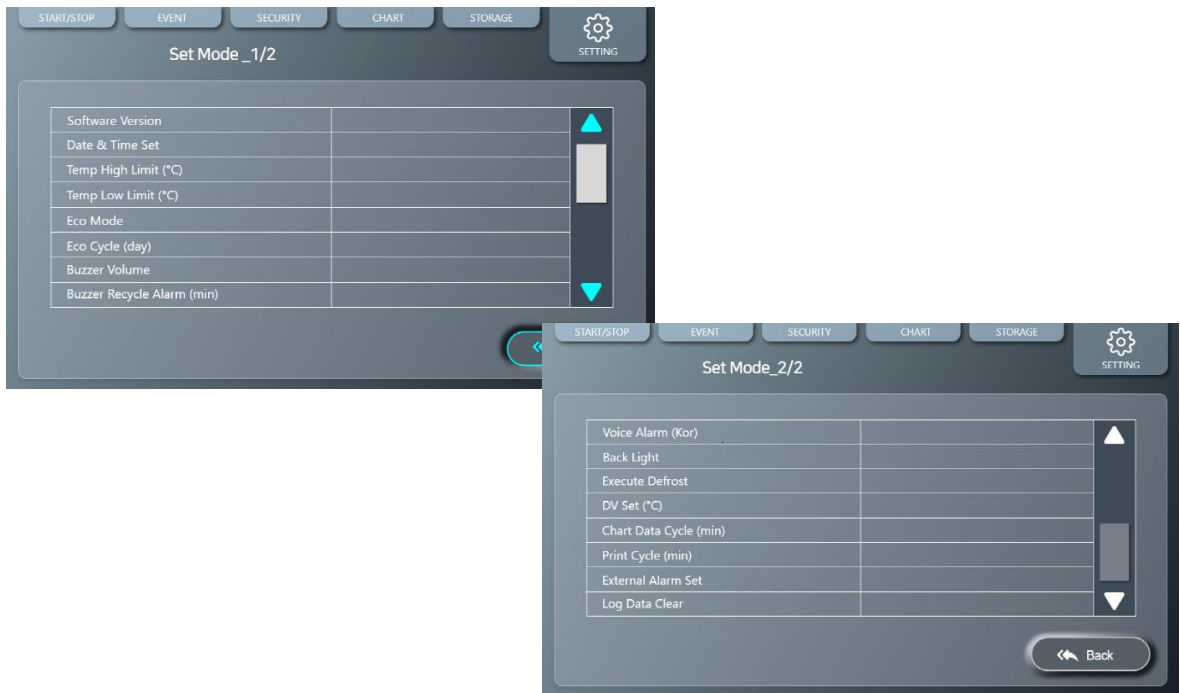 START/STOP EVENT SECURITY CHART STORAGE
SETTING
Set Mode _1/2
Software Version
Date & Time Set
Temp High Limit (°C)
Temp Low Limit (°C)
Eco Mode
Eco Cycle (day)
Buzzer Volume
Buzzer Recycle Alarm (min)
START/STOP EVENT SECURITY CHART STORAGE
SETTING
Set Mode_2/2
Voice Alarm (Kor)
Back Light
Execute Defrost
DV Set (°C)
Chart Data Cycle (min)
Print Cycle (min)
External Alarm Set
Log Data Clear
Back